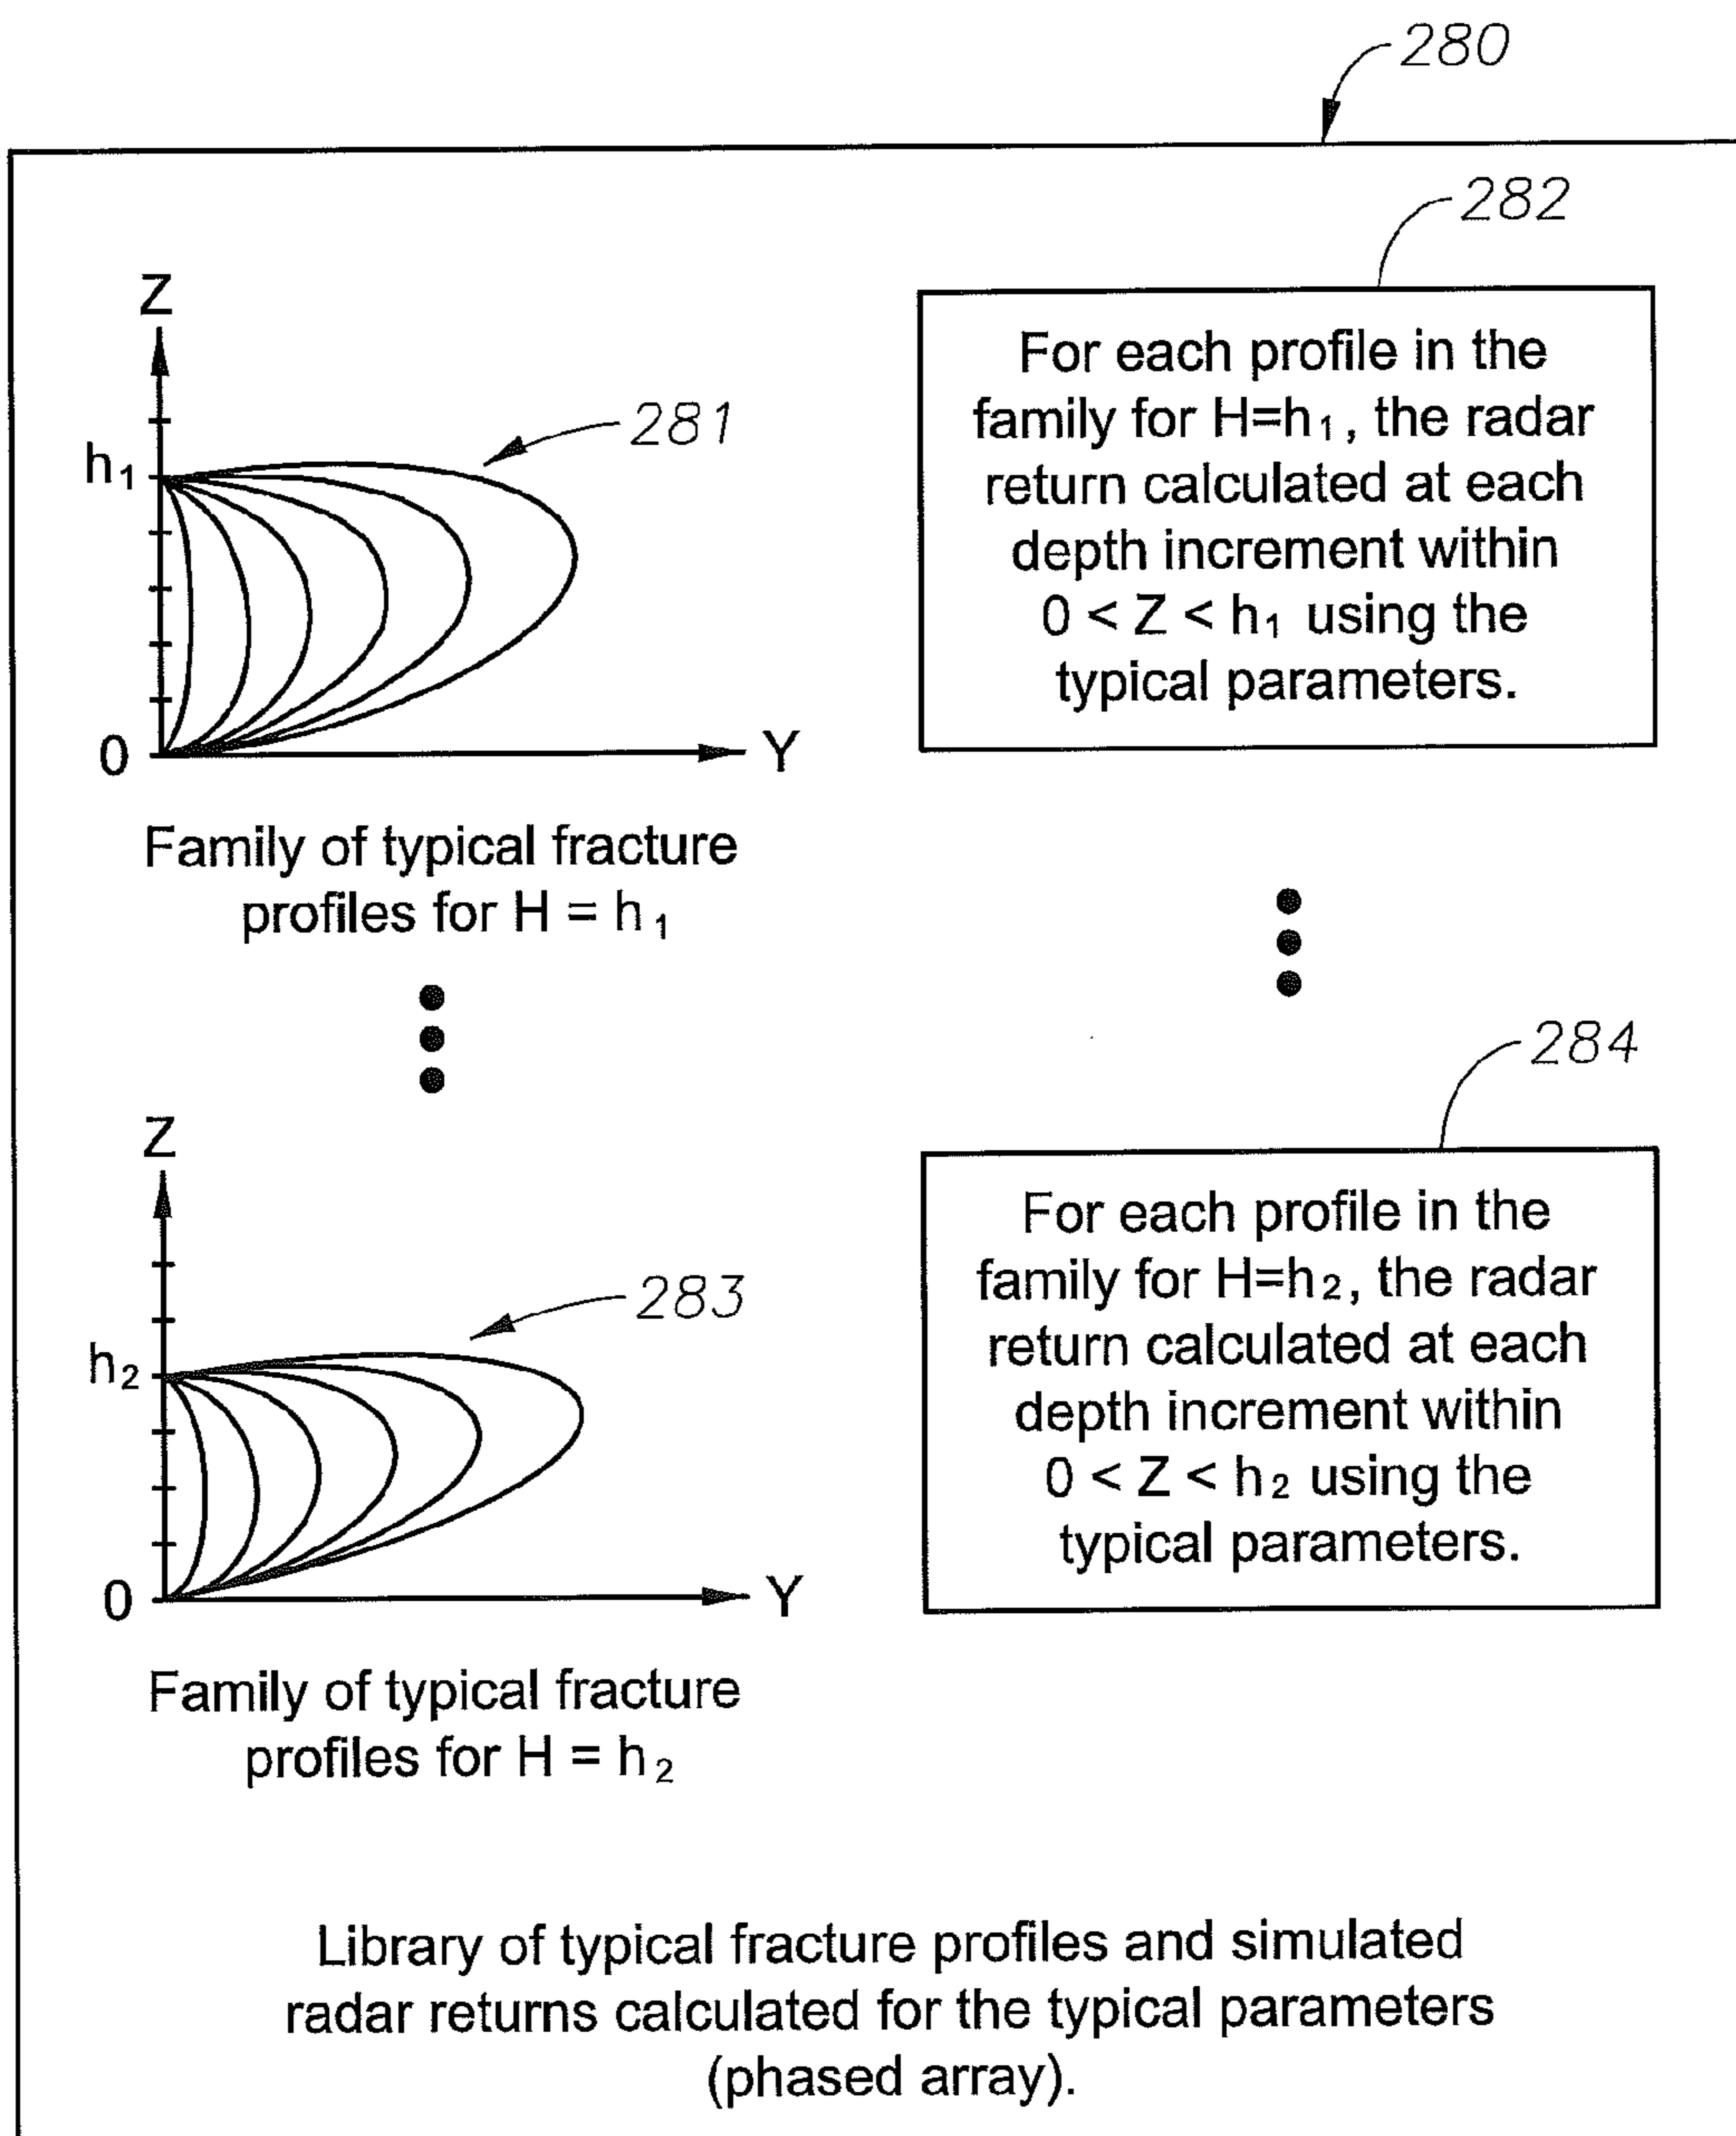 280
282
Z
281
h₁
0
Y
For each profile in the
family for H=h₁, the radar
return calculated at each
depth increment within
0 < Z < h₁ using the
typical parameters.
Family of typical fracture
profiles for H = h₁
284
Z
283
h₂
0
Y
For each profile in the
family for H=h₂, the radar
return calculated at each
depth increment within
0 < Z < h₂ using the
typical parameters.
Family of typical fracture
profiles for H = h₂
Library of typical fracture profiles and simulated
radar returns calculated for the typical parameters
(phased array).